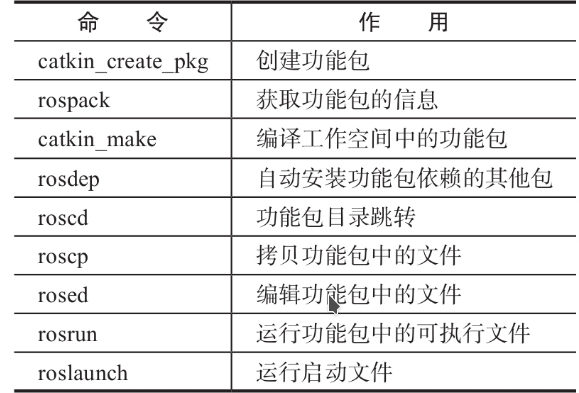 命 令 作 用
catkin_create_pkg 创建功能包
rospack 获取功能包的信息
catkin_make 编译工作空间中的功能包
rosdep 自动安装功能包依赖的其他包
roscd 功能包目录跳转
roscp 拷贝功能包中的文件
rosed 编辑功能包中的文件
rosrun 运行功能包中的可执行文件
roslaunch 运行启动文件